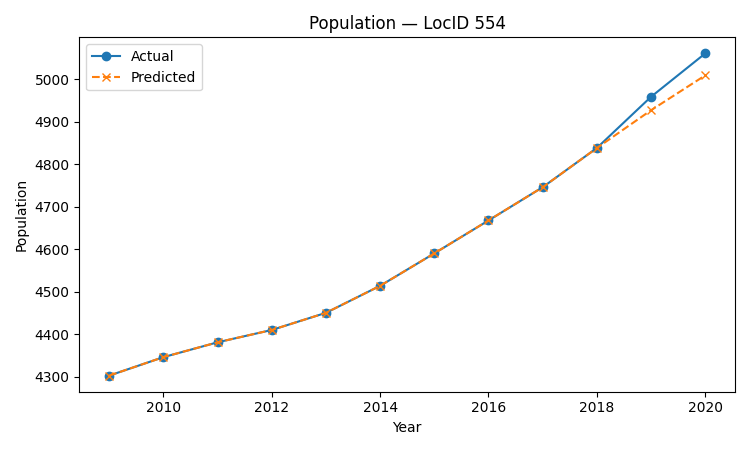 Population — LocID 554
Actual
Predicted
Population
5000
4900
4800
4700
4600
4500
4400
4300
2010 2012 2014 2016 2018 2020
Year